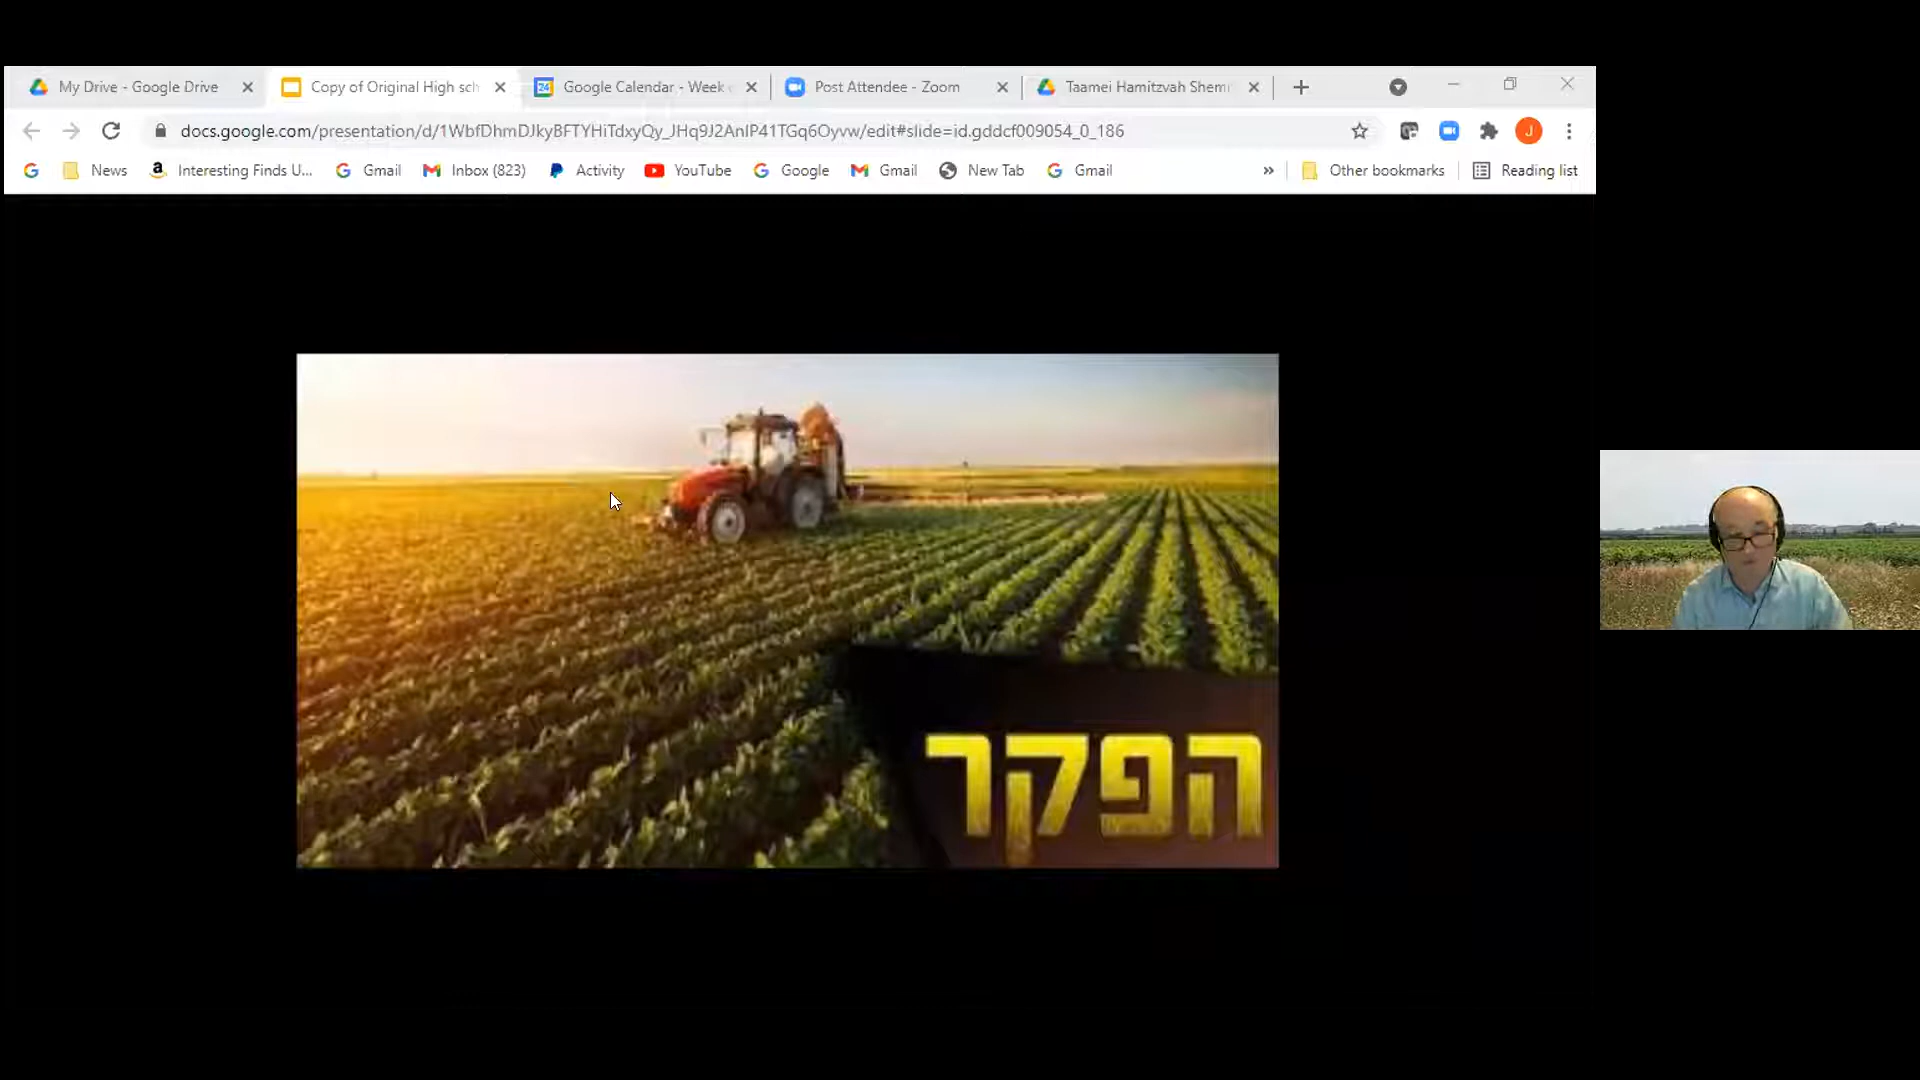 My Drive - Google Drive
Copy of Original High sch
Google Calendar - Week
Post Attendee - Zoom
Taamei Hamitzvah Shemi
docs.google.com/presentation/d/1WbfDhmDJkyBFTYHiTdxyQy_JHq9J2AnIP41TGq6Oyvw/edit#slide=id.gddcf009054_0_186
J
News
Interesting Finds U...
Gmail
Inbox (823)
Activity
YouTube
Google
Gmail
New Tab
Gmail
»
Other bookmarks
Reading list
הפקר